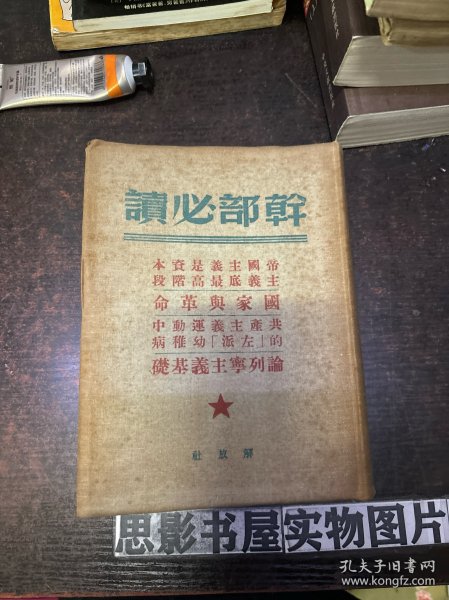 幹部必讀
帝國主義是資本
主義底最高階段
國家與革命
共產主義運動中
的「左派」幼稚病
論列寧主義基礎
解放社
思影书屋实物图片
孔夫子旧书网
www.kongfz.com